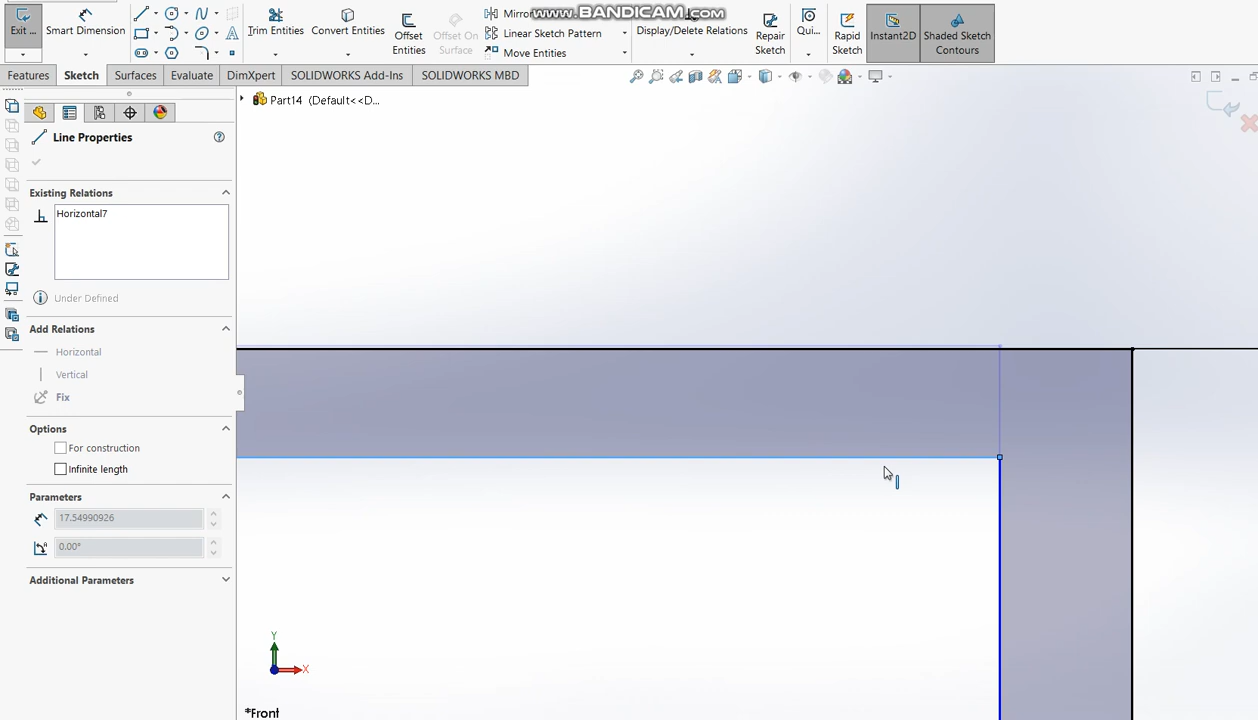 www.BANDICAM.com
Exit ...
Smart Dimension
Trim Entities
Convert Entities
Offset Entities
Offset On Surface
Mirror
Linear Sketch Pattern
Move Entities
Display/Delete Relations
Repair Sketch
Qui...
Rapid Sketch
Instant2D
Shaded Sketch Contours
Features
Sketch
Surfaces
Evaluate
DimXpert
SOLIDWORKS Add-Ins
SOLIDWORKS MBD
Part14 (Default<<D...
Line Properties
Existing Relations
Horizontal7
Under Defined
Add Relations
Horizontal
Vertical
Fix
Options
For construction
Infinite length
Parameters
17.54990926
0.00°
Additional Parameters
Y
X
*Front